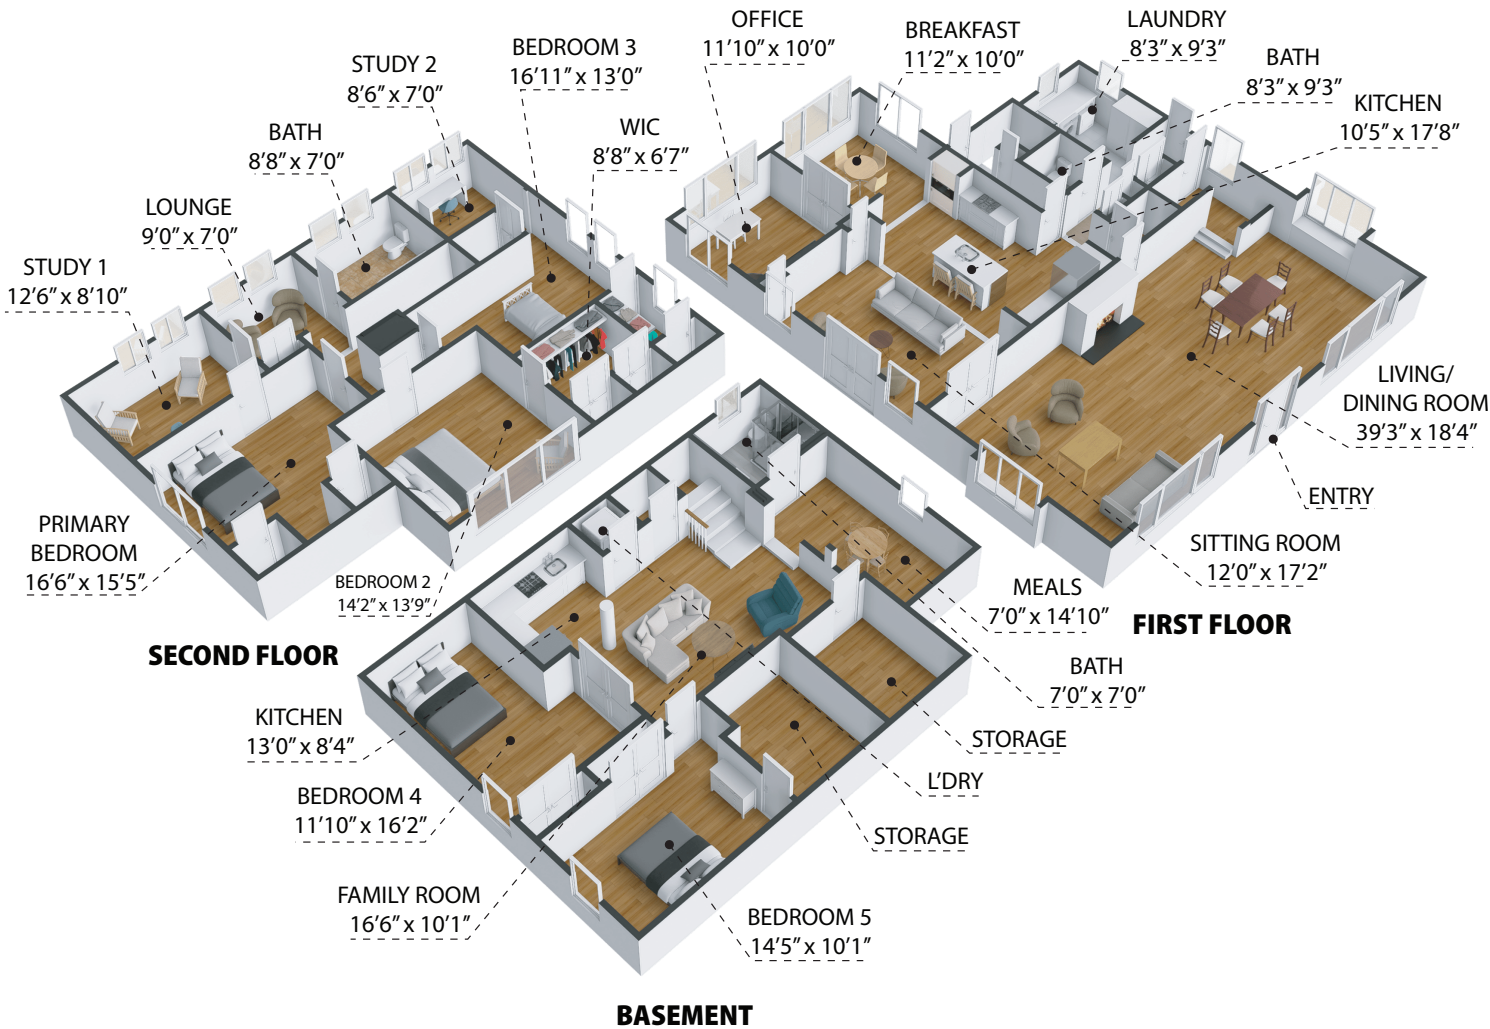 OFFICE
11'10" x 10'0"
BREAKFAST
11'2" x 10'0"
LAUNDRY
8'3" x 9'3"
BATH
8'3" x 9'3"
KITCHEN
10'5" x 17'8"
BEDROOM 3
16'11" x 13'0"
STUDY 2
8'6" x 7'0"
BATH
8'8" x 7'0"
WIC
8'8" x 6'7"
LOUNGE
9'0" x 7'0"
STUDY 1
12'6" x 8'10"
PRIMARY
BEDROOM
16'6" x 15'5"
BEDROOM 2
14'2" x 13'9"
SECOND FLOOR
LIVING/
DINING ROOM
39'3" x 18'4"
ENTRY
SITTING ROOM
12'0" x 17'2"
FIRST FLOOR
MEALS
7'0" x 14'10"
BATH
7'0" x 7'0"
STORAGE
L'DRY
STORAGE
KITCHEN
13'0" x 8'4"
BEDROOM 4
11'10" x 16'2"
FAMILY ROOM
16'6" x 10'1"
BEDROOM 5
14'5" x 10'1"
BASEMENT